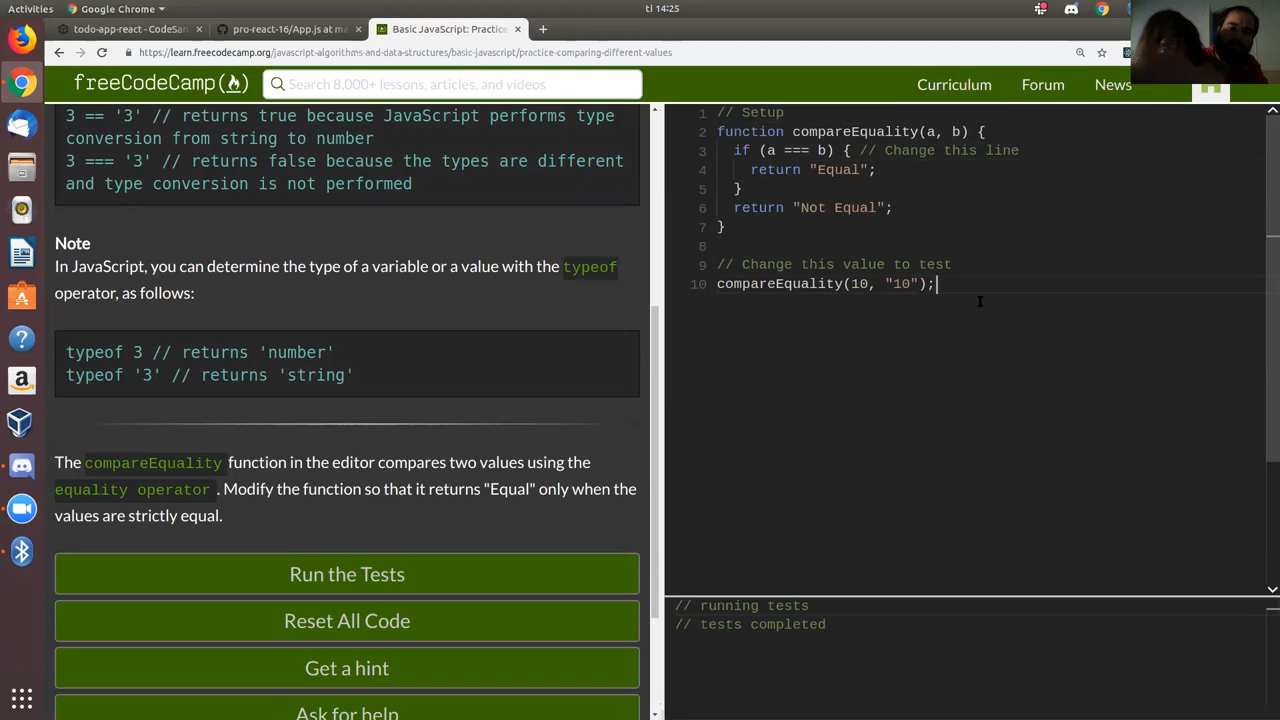 Activities
Google Chrome
ti 14:25
todo-app-react - CodeSan
pro-react-16/App.js at ma
Basic JavaScript: Practice
https://learn.freecodecamp.org/javascript-algorithms-and-data-structures/basic-javascript/practice-comparing-different-values
freeCodeCamp
Search 8,000+ lessons, articles, and videos
Curriculum
Forum
News
3 == '3' // returns true because JavaScript performs type
conversion from string to number
3 === '3' // returns false because the types are different
and type conversion is not performed
Note
In JavaScript, you can determine the type of a variable or a value with the typeof
operator, as follows:
typeof 3 // returns 'number'
typeof '3' // returns 'string'
The compareEquality function in the editor compares two values using the
equality operator . Modify the function so that it returns "Equal" only when the
values are strictly equal.
Run the Tests
Reset All Code
Get a hint
Ask for help
1 // Setup
2 function compareEquality(a, b) {
3 if (a === b) { // Change this line
4 return "Equal";
5 }
6 return "Not Equal";
7 }
8
9 // Change this value to test
10 compareEquality(10, "10");
// running tests
// tests completed